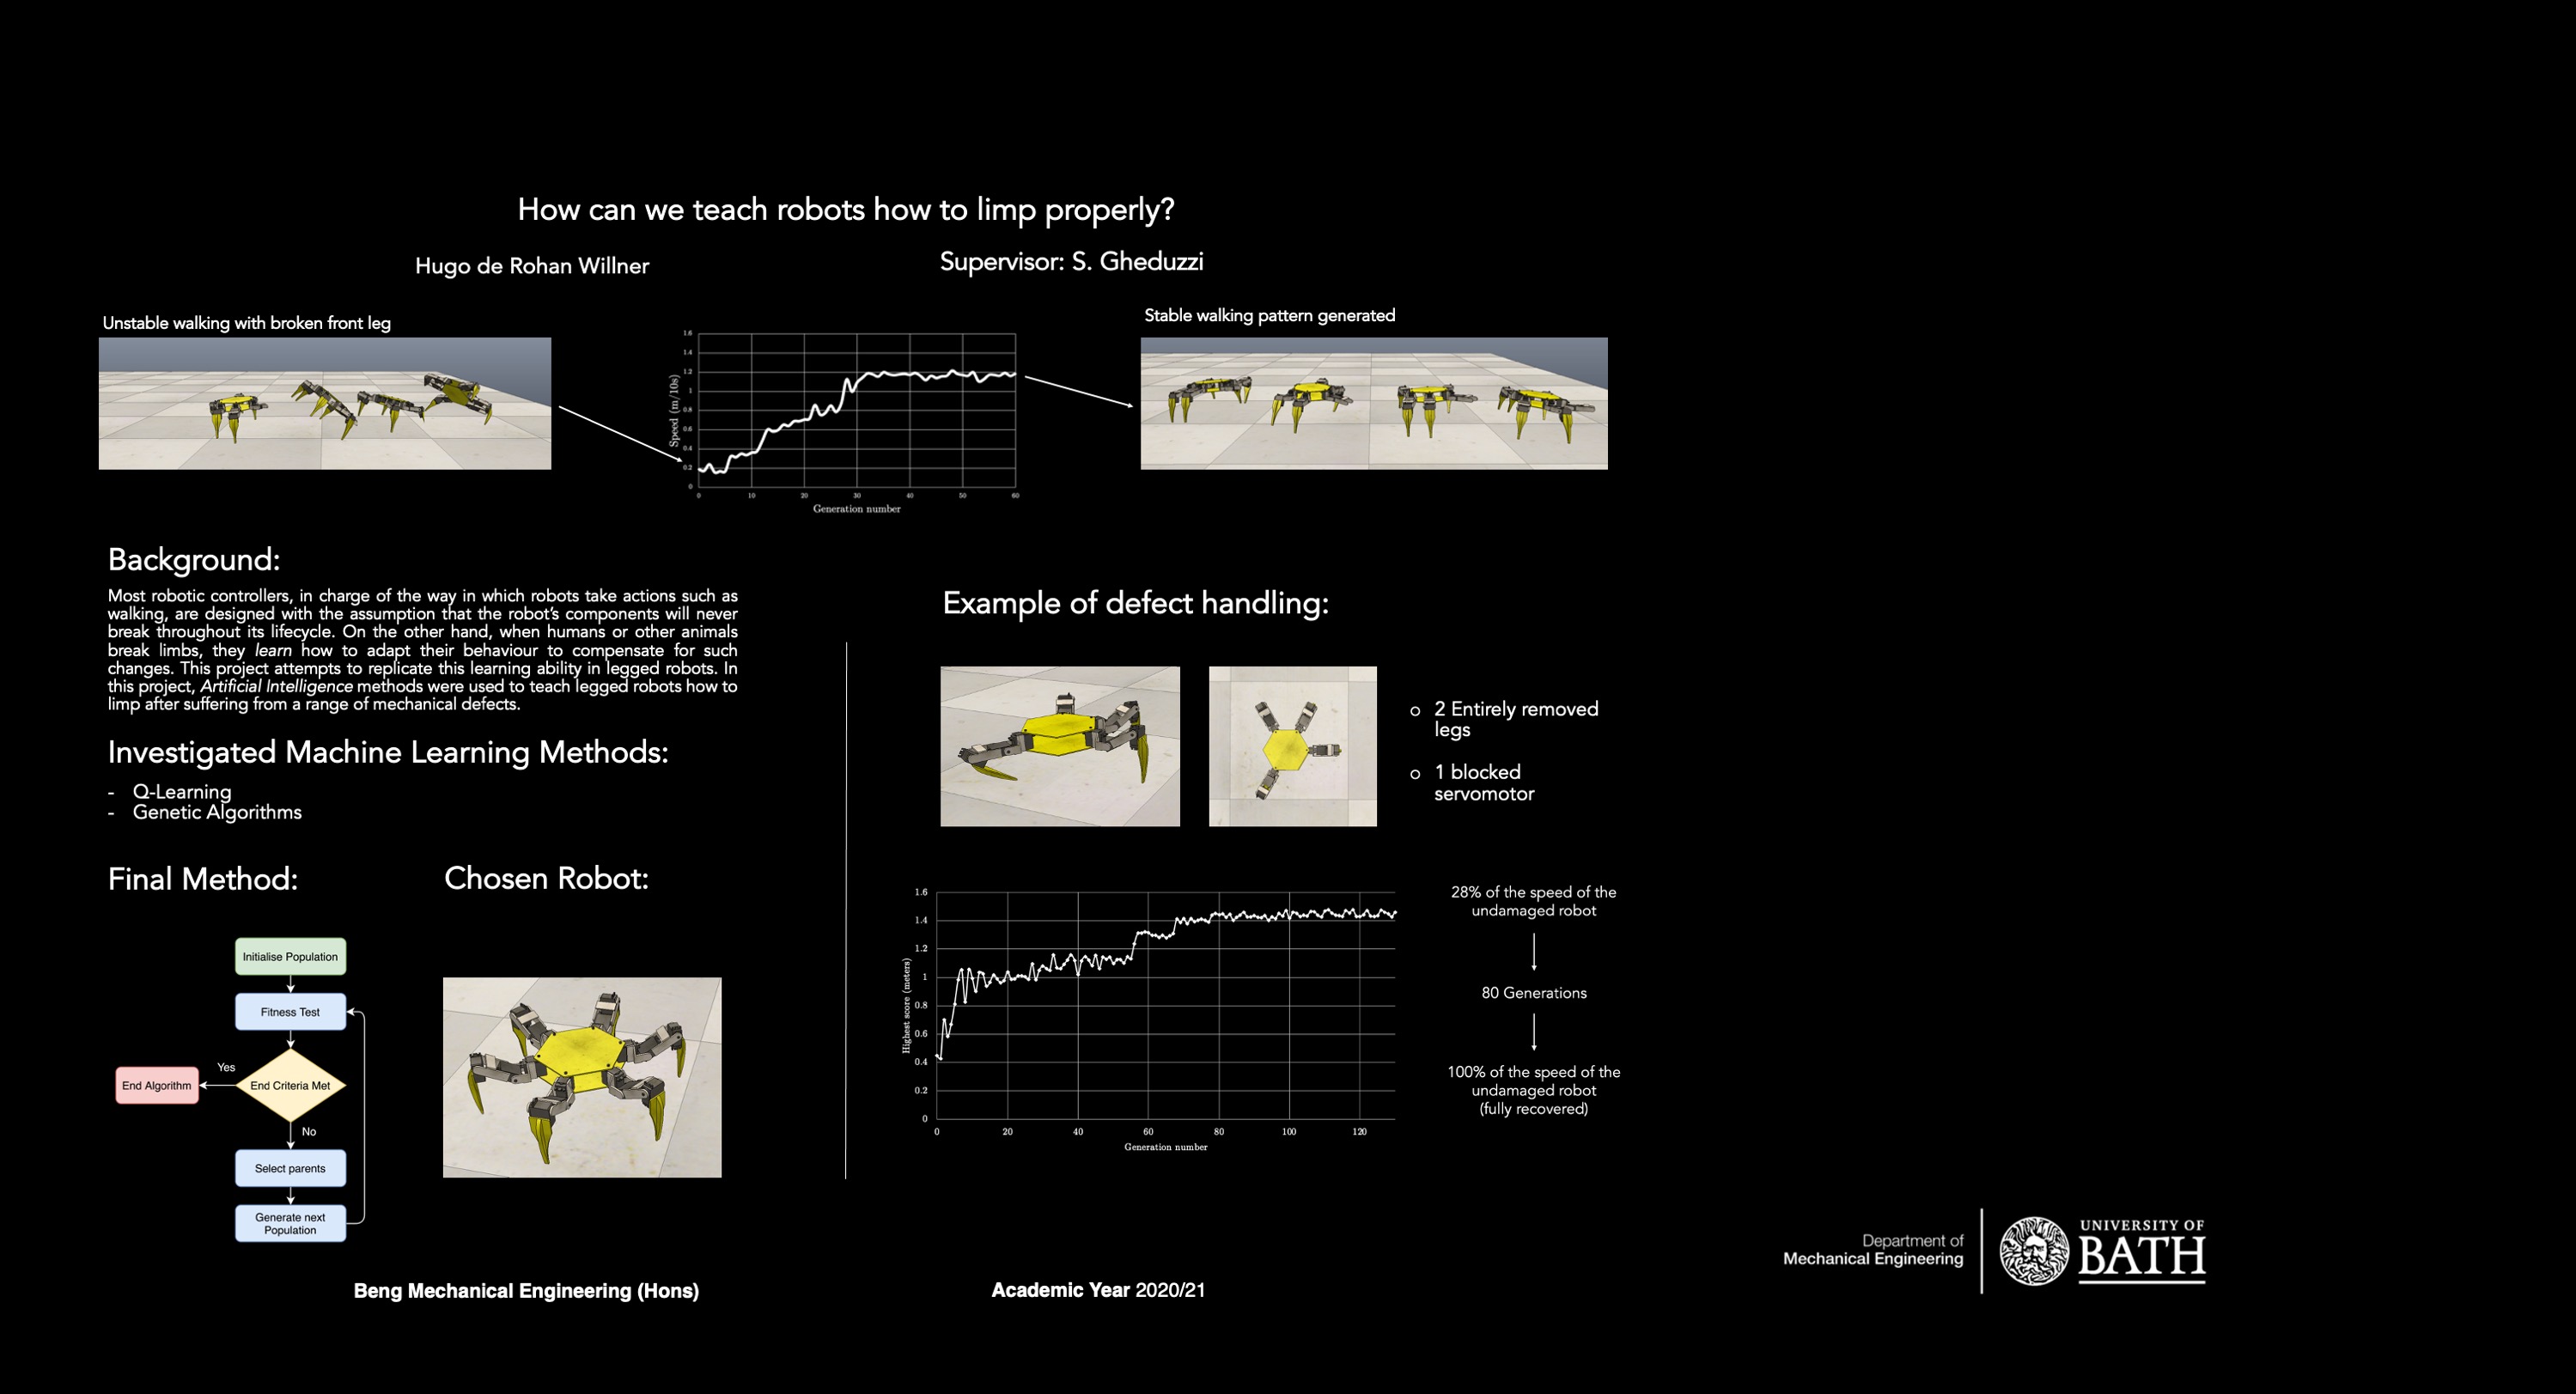 How can we teach robots how to limp properly?
Hugo de Rohan Willner
Supervisor: S. Gheduzzi
Unstable walking with broken front leg
1.6
1.4
1.2
1
0.8
0.6
0.4
0.2
0
Speed (m/10s)
0 10 20 30 40 50 60
Generation number
Stable walking pattern generated
Background:
Most robotic controllers, in charge of the way in which robots take actions such as
walking, are designed with the assumption that the robot's components will never
break throughout its lifecycle. On the other hand, when humans or other animals
break limbs, they learn how to adapt their behaviour to compensate for such
changes. This project attempts to replicate this learning ability in legged robots. In
this project, Artificial Intelligence methods were used to teach legged robots how to
limp after suffering from a range of mechanical defects.
Investigated Machine Learning Methods:
- Q-Learning
- Genetic Algorithms
Final Method:
Initialise Population
Fitness Test
End Criteria Met
Yes
End Algorithm
No
Select parents
Generate next
Population
Chosen Robot:
Example of defect handling:
2 Entirely removed
legs
1 blocked
servomotor
1.6
1.4
1.2
1
0.8
0.6
0.4
0.2
0
Highest score (meters)
0 20 40 60 80 100 120
Generation number
28% of the speed of the
undamaged robot
80 Generations
100% of the speed of the
undamaged robot
(fully recovered)
Beng Mechanical Engineering (Hons)
Academic Year 2020/21
Department of
Mechanical Engineering
UNIVERSITY OF
BATH